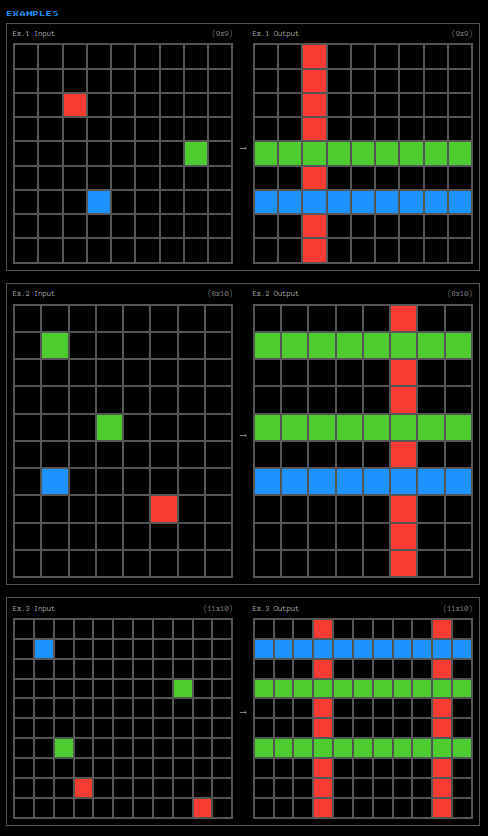 EXAMPLES
Ex.1 Input (9x9)
Ex.1 Output (9x9)
→
Ex.2 Input (8x10)
Ex.2 Output (8x10)
→
Ex.3 Input (11x10)
Ex.3 Output (11x10)
→